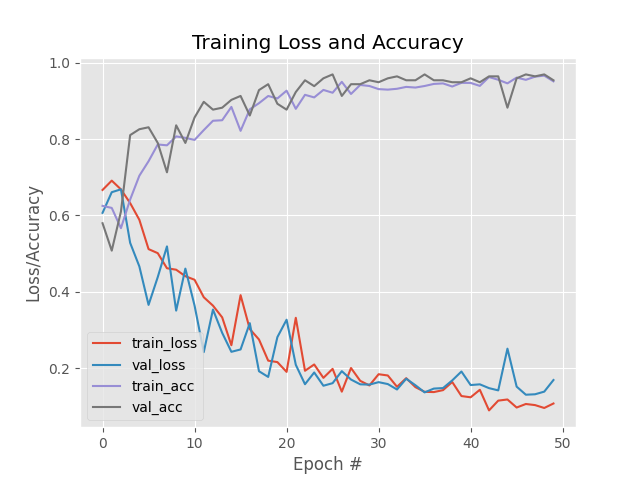 Training Loss and Accuracy
Loss/Accuracy
1.0
0.8
0.6
0.4
0.2
train_loss
val_loss
train_acc
val_acc
0
10
20
30
40
50
Epoch #